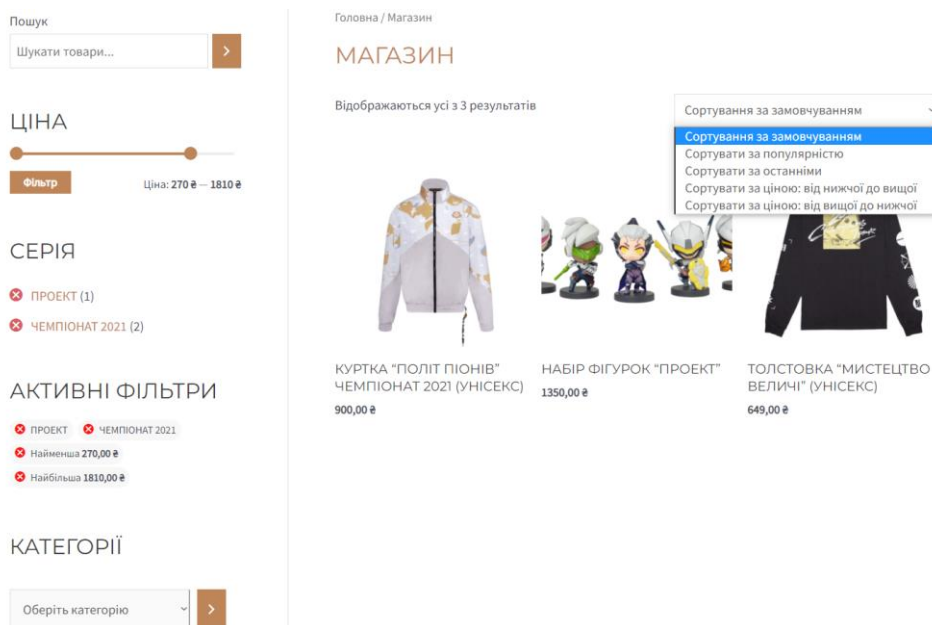 Пошук
Шукати товари...
ЦІНА
Фільтр
Ціна: 270 ₴ — 1810 ₴
СЕРІЯ
ПРОЕКТ (1)
ЧЕМПІОНАТ 2021 (2)
АКТИВНІ ФІЛЬТРИ
ПРОЕКТ ЧЕМПІОНАТ 2021
Найменша 270,00 ₴
Найбільша 1810,00 ₴
КАТЕГОРІЇ
Оберіть категорію
Головна / Магазин
МАГАЗИН
Відображаються усі з 3 результатів
Сортування за замовчуванням
Сортування за замовчуванням
Сортувати за популярністю
Сортувати за останніми
Сортувати за ціною: від нижчої до вищої
Сортувати за ціною: від вищої до нижчої
КУРТКА “ПОЛІТ ПІОНІВ”
ЧЕМПІОНАТ 2021 (УНІСЕКС)
900,00 ₴
НАБІР ФІГУРОК “ПРОЕКТ”
1350,00 ₴
ТОЛСТОВКА “МИСТЕЦТВО
ВЕЛИЧІ” (УНІСЕКС)
649,00 ₴